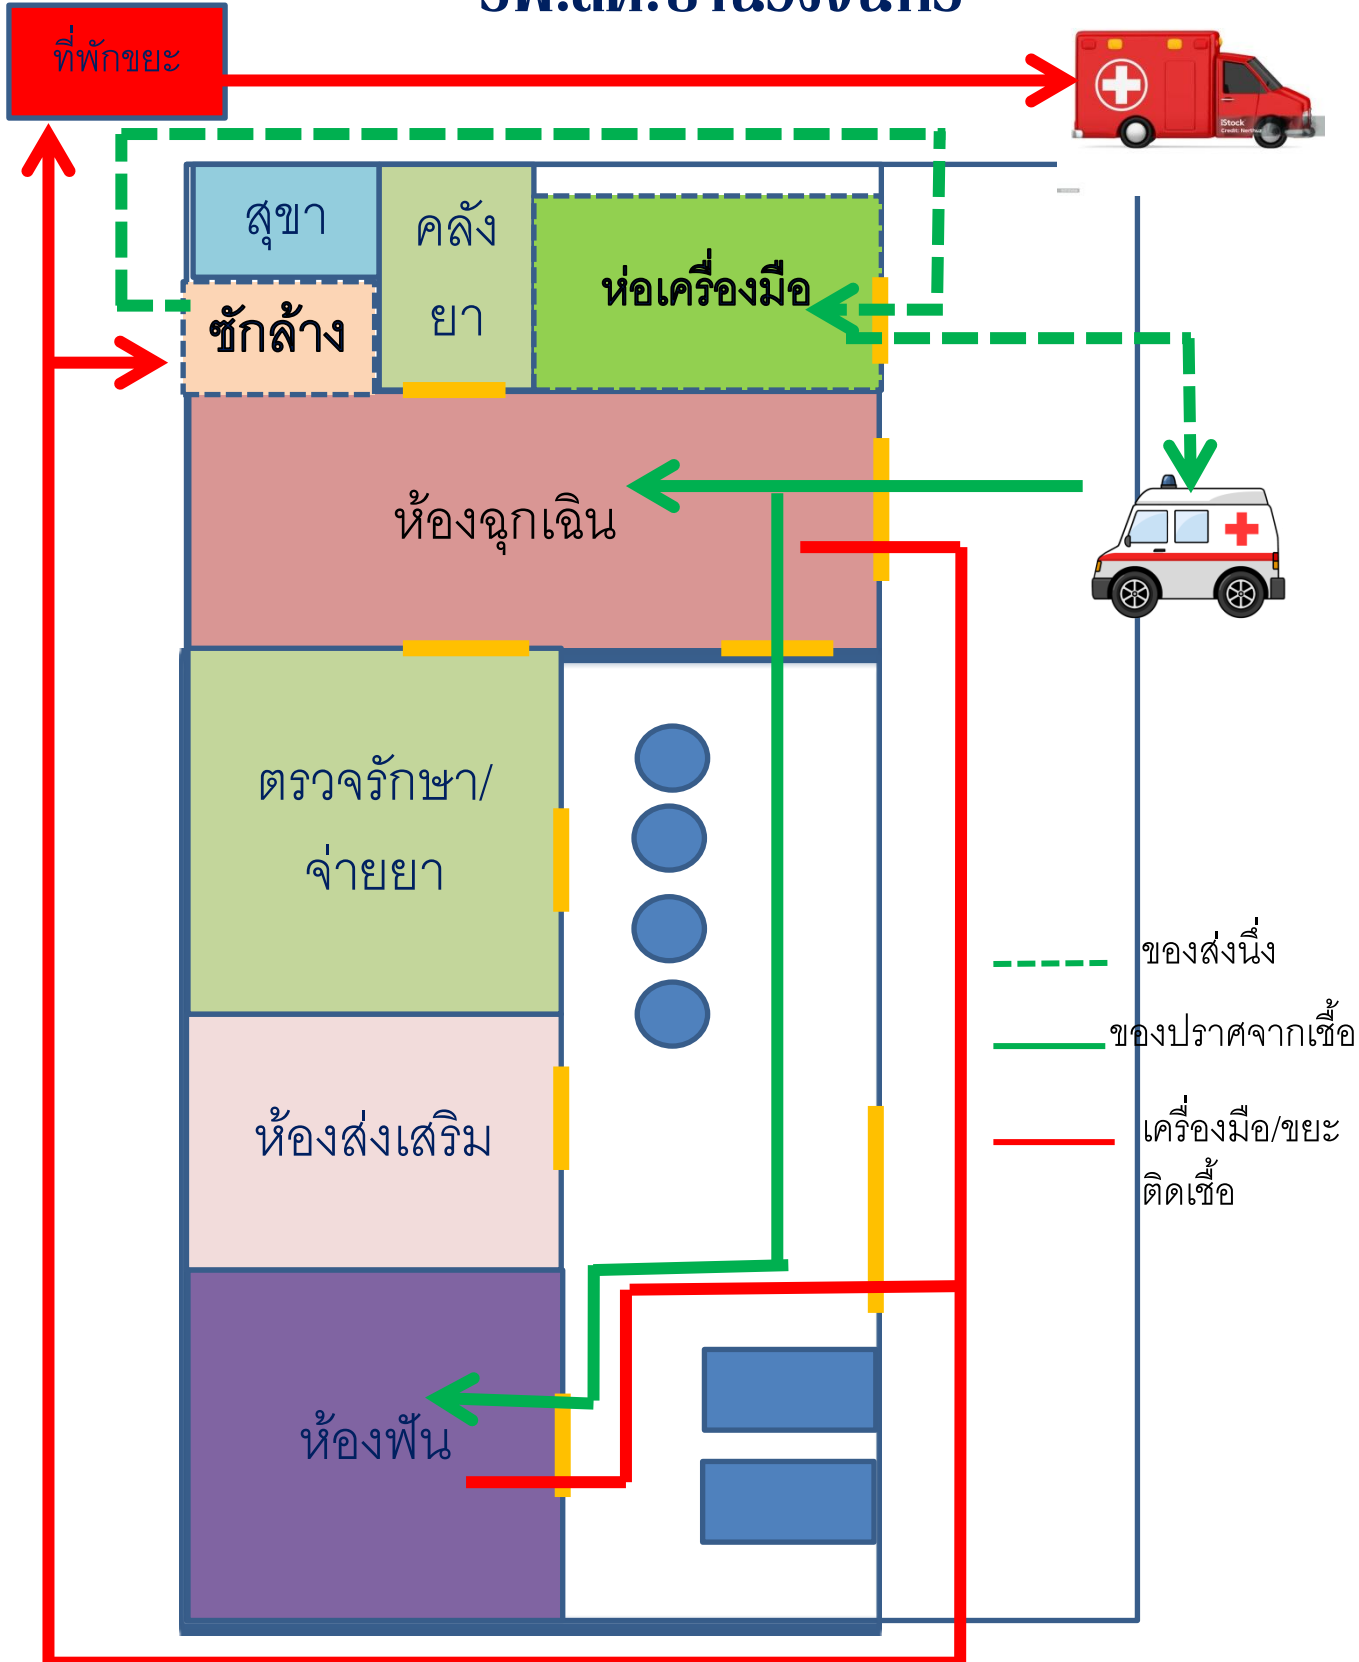 ที่พักขยะ
iStock
สุขา
คลัง
ยา
ห่อเครื่องมือ
ซักล้าง
ห้องฉุกเฉิน
ตรวจรักษา/
จ่ายยา
ของส่งนึ่ง
ของปราศจากเชื้อ
ห้องส่งเสริม
เครื่องมือ/ขยะ
ติดเชื้อ
ห้องฟัน